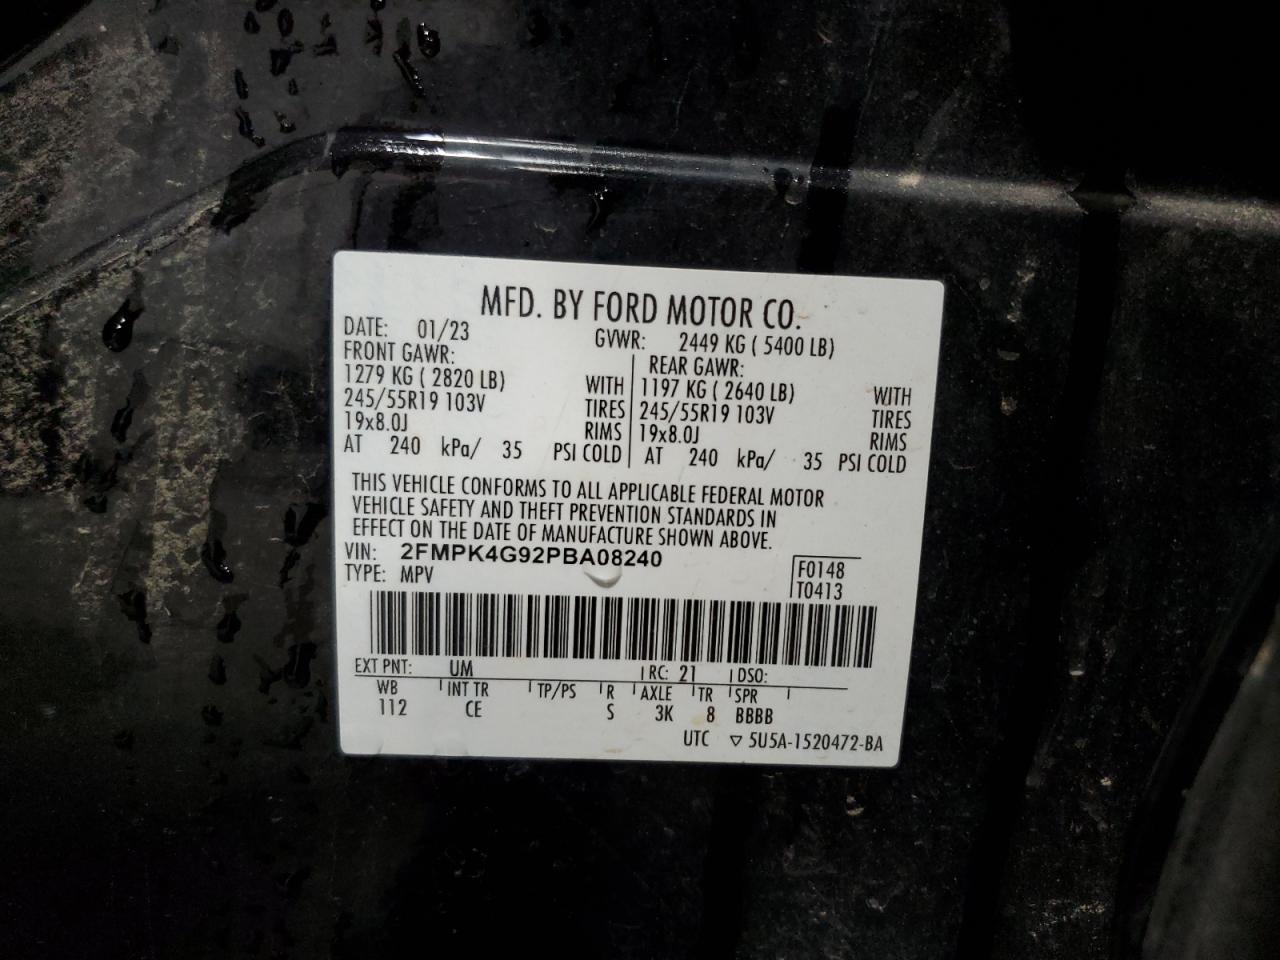 MFD. BY FORD MOTOR CO.
DATE: 01/23 GVWR: 2449 KG ( 5400 LB)
FRONT GAWR: REAR GAWR:
1279 KG ( 2820 LB) WITH 1197 KG ( 2640 LB) WITH
245/55R19 103V TIRES 245/55R19 103V TIRES
19x8.0J RIMS 19x8.0J RIMS
AT 240 kPa/ 35 PSI COLD AT 240 kPa/ 35 PSI COLD
THIS VEHICLE CONFORMS TO ALL APPLICABLE FEDERAL MOTOR
VEHICLE SAFETY AND THEFT PREVENTION STANDARDS IN
EFFECT ON THE DATE OF MANUFACTURE SHOWN ABOVE.
VIN: 2FMPK4G92PBA08240
TYPE: MPV
F0148
T0413
EXT PNT: UM RC: 21 DSO:
WB INT TR TP/PS R AXLE TR SPR
112 CE S 3K 8 BBBB
UTC ▽ 5U5A-1520472-BA